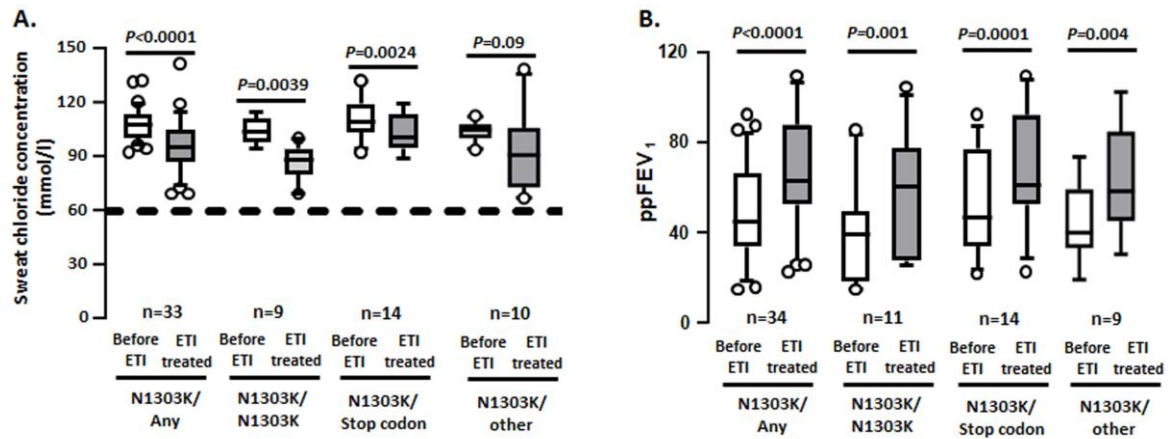 A.
Sweat chloride concentration
(mmol/l)
150
120
90
60
30
0
P<0.0001
P=0.0039
P=0.0024
P=0.09
n=33
n=9
n=14
n=10
Before ETI
ETI treated
Before ETI
ETI treated
Before ETI
ETI treated
Before ETI
ETI treated
N1303K/
Any
N1303K/
N1303K
N1303K/
Stop codon
N1303K/
other
B.
ppFEV1
120
80
40
0
P<0.0001
P=0.001
P=0.0001
P=0.004
n=34
n=11
n=14
n=9
Before ETI
ETI treated
Before ETI
ETI treated
Before ETI
ETI treated
Before ETI
ETI treated
N1303K/
Any
N1303K/
N1303K
N1303K/
Stop codon
N1303K/
other